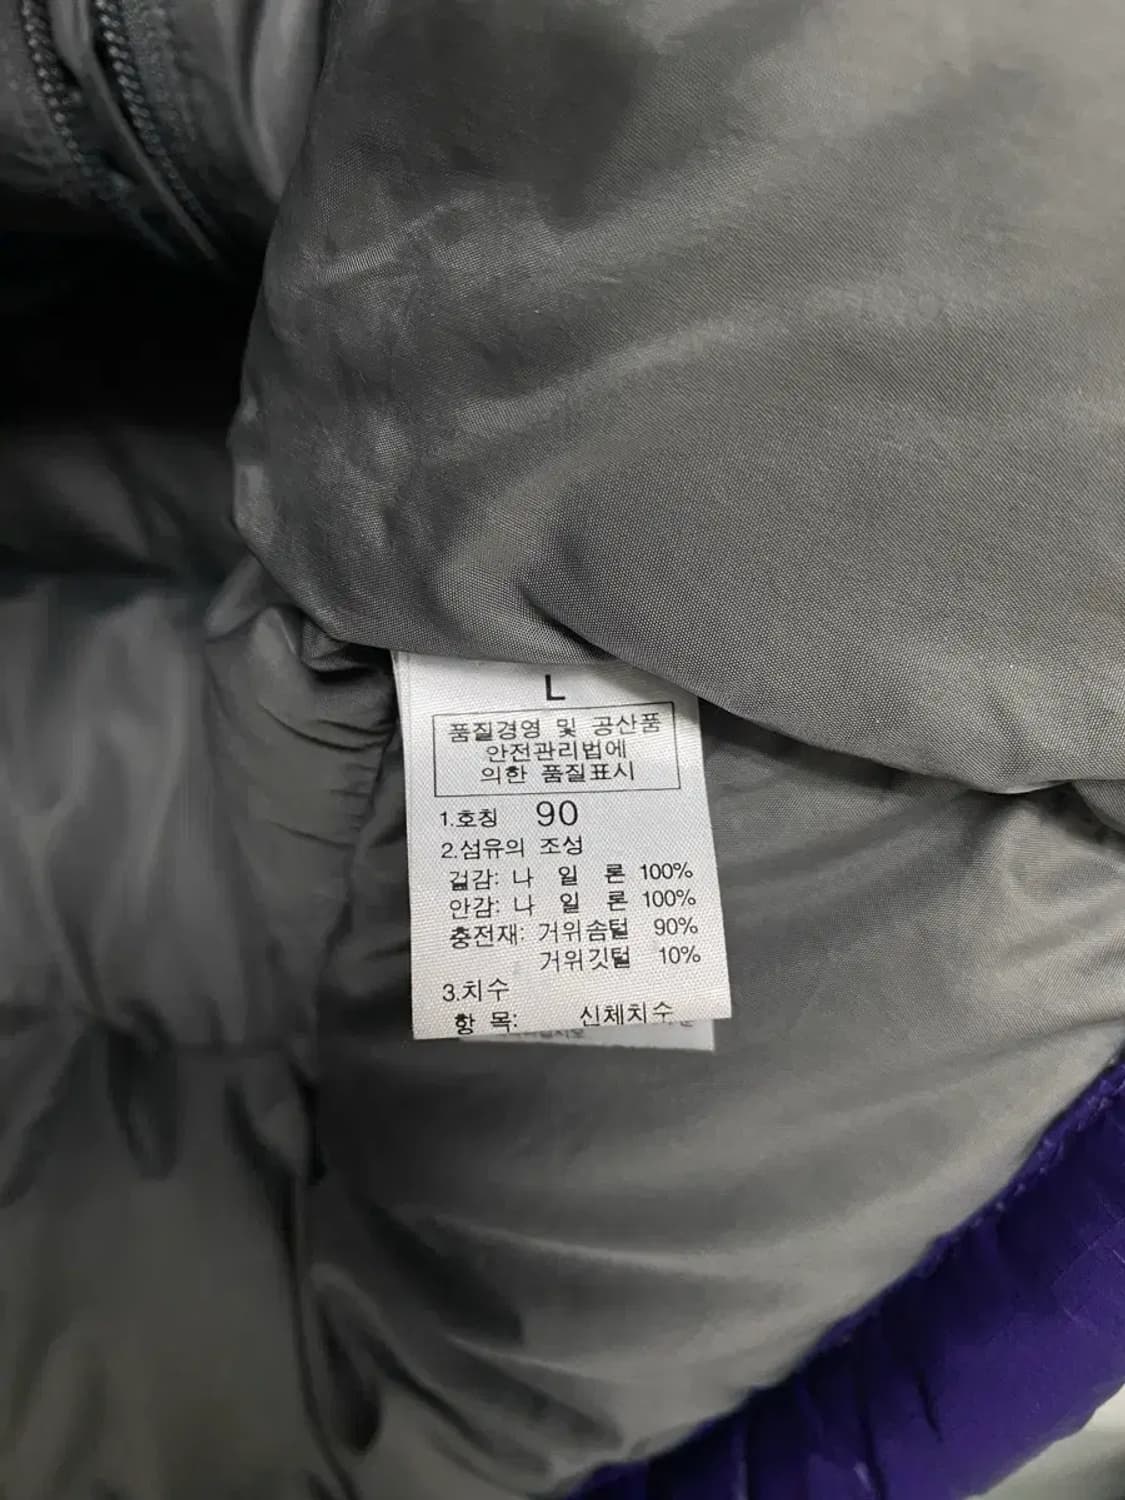 L
품질경영 및 공산품
안전관리법에
의한 품질표시
1.호칭 90
2.섬유의 조성
겉감: 나 일 론 100%
안감: 나 일 론 100%
충전재: 거위솜털 90%
거위깃털 10%
3.치수
항 목: 신체치수